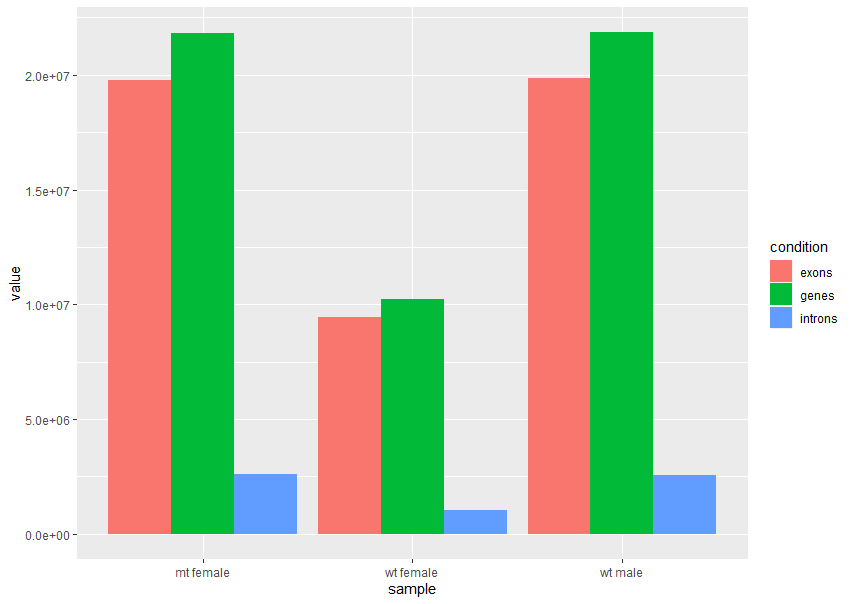 2.0e+07
1.5e+07
1.0e+07
5.0e+06
0.0e+00
value
mt female
wt female
wt male
sample
condition
exons
genes
introns